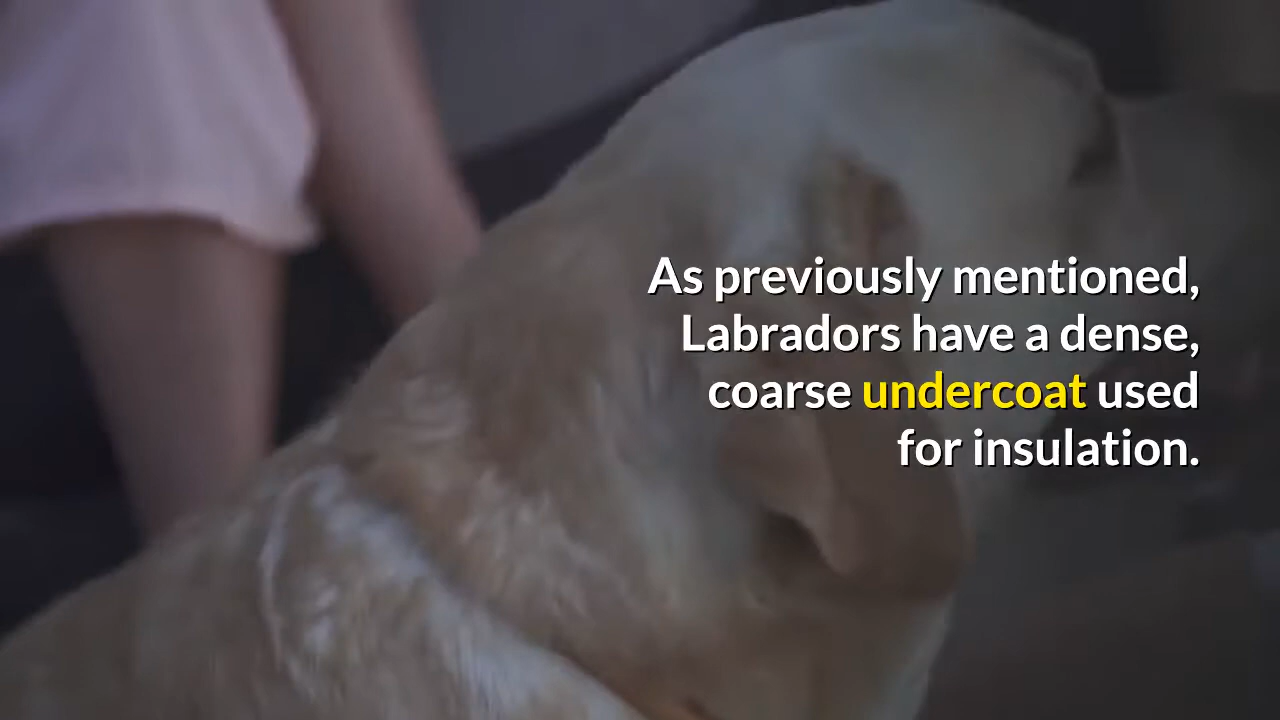 As previously mentioned,
Labradors have a dense,
coarse undercoat used
for insulation.